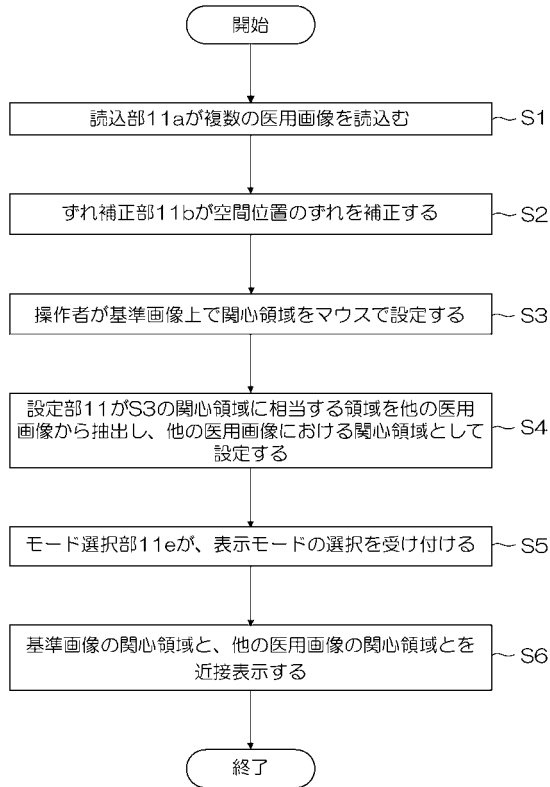 開始
読込部11aが複数の医用画像を読込む
S1
ずれ補正部11bが空間位置のずれを補正する
S2
操作者が基準画像上で関心領域をマウスで設定する
S3
設定部11がS3の関心領域に相当する領域を他の医用
画像から抽出し、他の医用画像における関心領域として
設定する
S4
モード選択部11eが、表示モードの選択を受け付ける
S5
基準画像の関心領域と、他の医用画像の関心領域とを
近接表示する
S6
終了